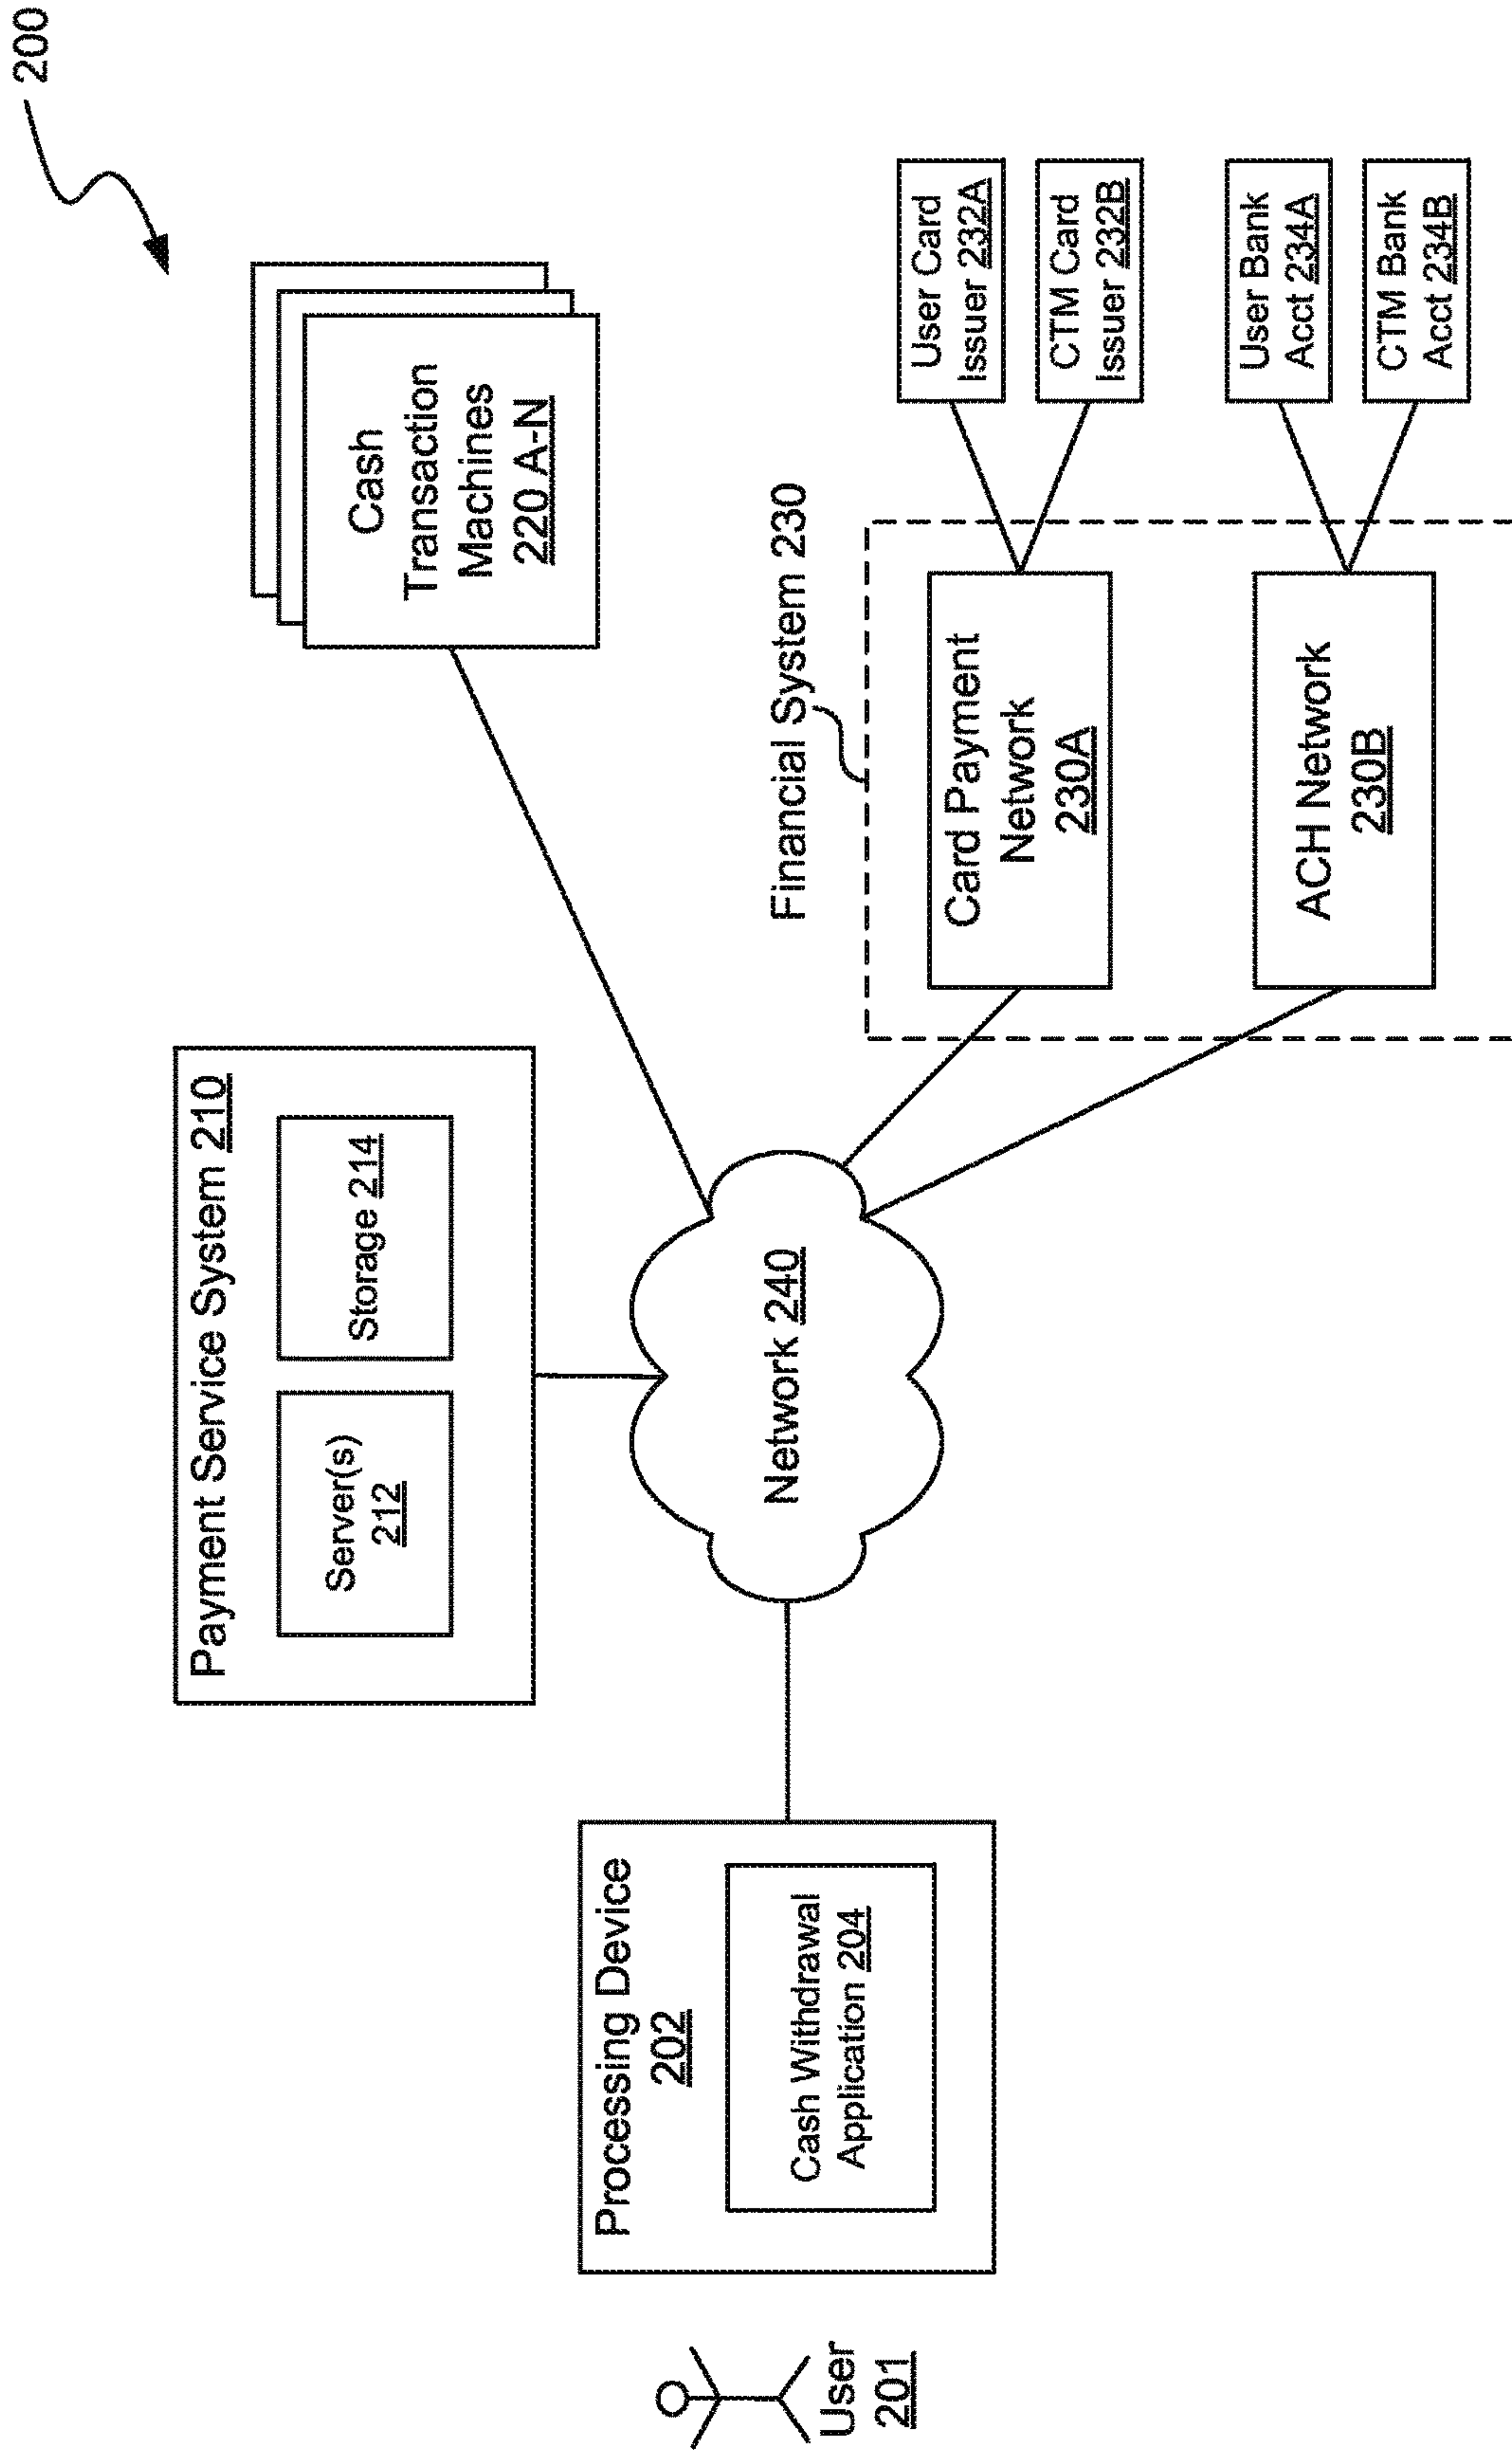 200
Payment Service System 210
Server(s)
212
Storage 214
Cash
Transaction
Machines
220 A-N
Processing Device
202
Cash Withdrawal
Application 204
User
201
Network 240
Financial System 230
Card Payment
Network
230A
ACH Network
230B
User Card
Issuer 232A
CTM Card
Issuer 232B
User Bank
Acct 234A
CTM Bank
Acct 234B